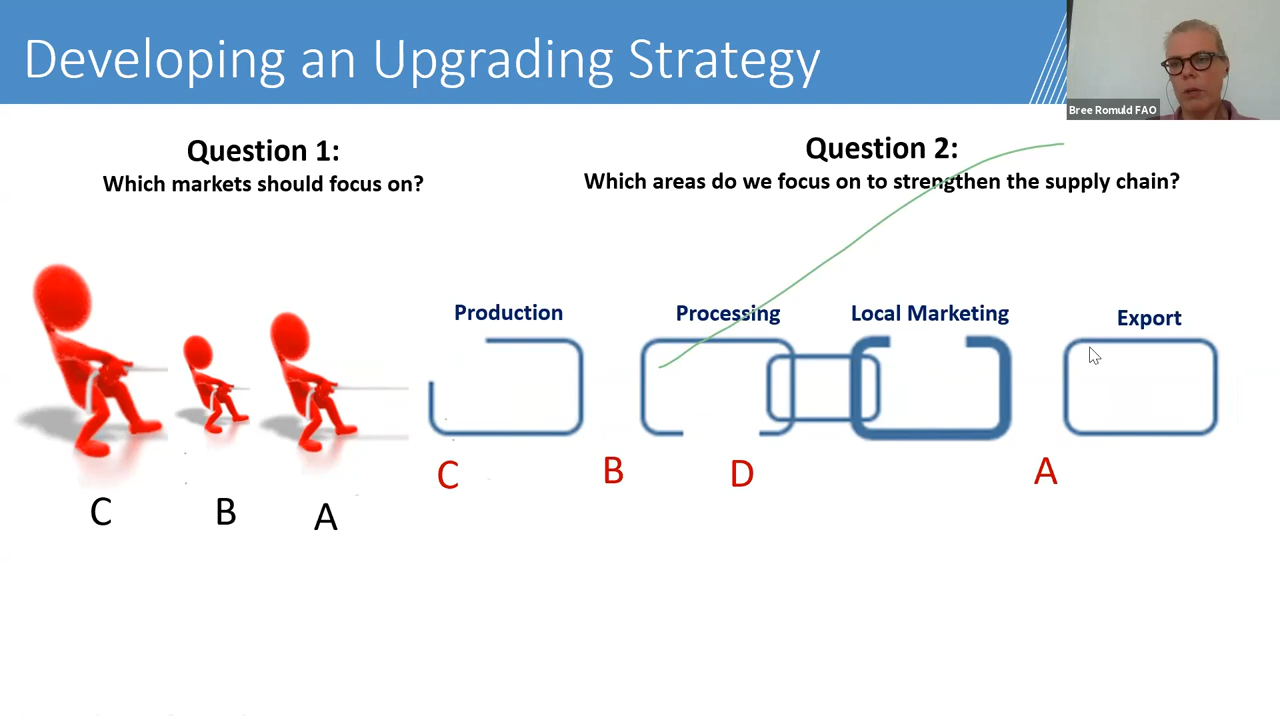 Developing an Upgrading Strategy
Bree Romuld FAO
Question 1:
Which markets should focus on?
Question 2:
Which areas do we focus on to strengthen the supply chain?
Production
Processing
Local Marketing
Export
C
B
A
C
B
D
A